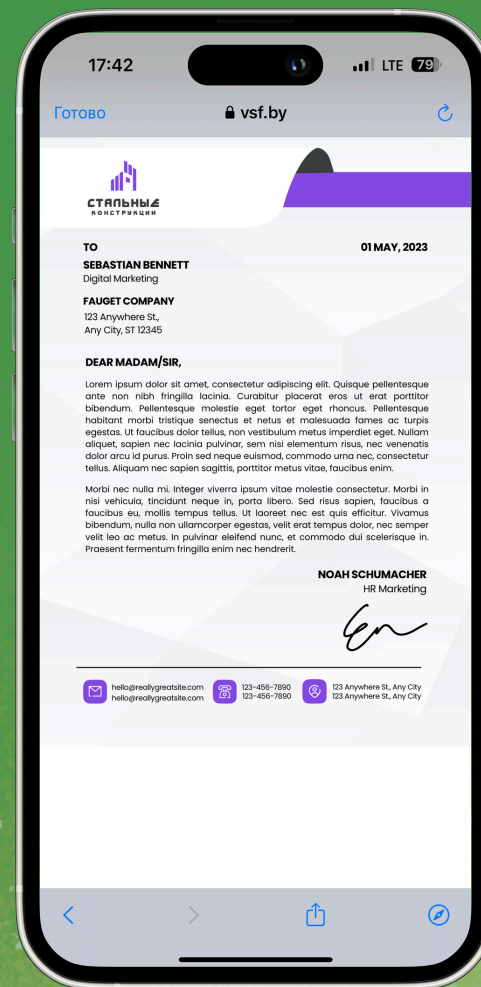 17:42
LTE 79
Готово
vsf.by
СТАЛЬНЫЕ
КОНСТРУКЦИИ
TO
01 MAY, 2023
SEBASTIAN BENNETT
Digital Marketing
FAUGET COMPANY
123 Anywhere St.,
Any City, ST 12345
DEAR MADAM/SIR,
Lorem ipsum dolor sit amet, consectetur adipiscing elit. Quisque pellentesque
ante non nibh fringilla lacinia. Curabitur placerat eros ut erat porttitor
bibendum. Pellentesque molestie eget tortor eget rhoncus. Pellentesque
habitant morbi tristique senectus et netus et malesuada fames ac turpis
egestas. Ut faucibus dolor tellus, non vestibulum metus imperdiet eget. Nullam
aliquet, sapien nec lacinia pulvinar, sem nisi elementum risus, nec venenatis
dolor arcu id purus. Proin sed neque euismod, commodo urna nec, consectetur
tellus. Aliquam nec sapien sagittis, porttitor metus vitae, faucibus enim.
Morbi nec nulla mi. Integer viverra ipsum vitae molestie consectetur. Morbi in
nisi vehicula, tincidunt neque in, porta libero. Sed risus sapien, faucibus a
faucibus eu, mollis tempus tellus. Ut laoreet nec est quis efficitur. Vivamus
bibendum, nulla non ullamcorper egestas, velit erat tempus dolor, nec semper
velit leo ac metus. In pulvinar eleifend nunc, et commodo dui scelerisque in.
Praesent fermentum fringilla enim nec hendrerit.
NOAH SCHUMACHER
HR Marketing
hello@reallygreatsite.com
hello@reallygreatsite.com
123-456-7890
123-456-7890
123 Anywhere St., Any City
123 Anywhere St., Any City